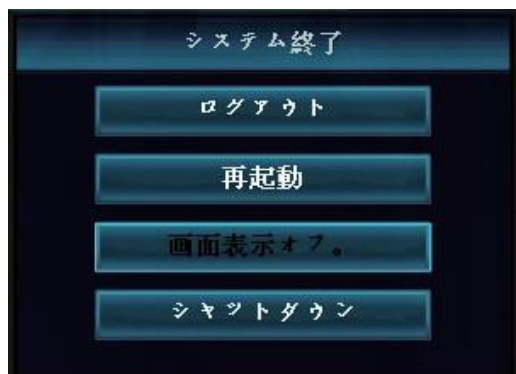 システム終了
ログアウト
再起動
画面表示オフ。
シャットダウン